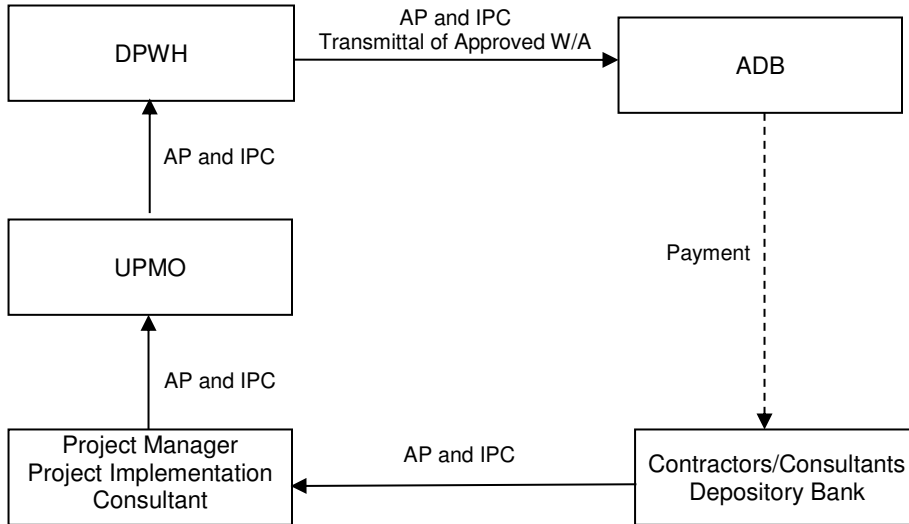 AP and IPC
Transmittal of Approved W/A
DPWH
ADB
AP and IPC
Payment
UPMO
AP and IPC
Project Manager
Project Implementation
Consultant
AP and IPC
Contractors/Consultants
Depository Bank